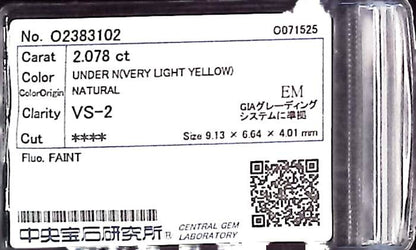 No. O2383102 O071525
Carat 2.078 ct
Color UNDER N(VERY LIGHT YELLOW)
ColorOrigin NATURAL
EM
Clarity VS-2
GIAグレーディング
システムに準拠
Cut ****
Size 9.13 × 6.64 × 4.01 mm
Fluo. FAINT
中央宝石研究所® CENTRAL GEM
LABORATORY